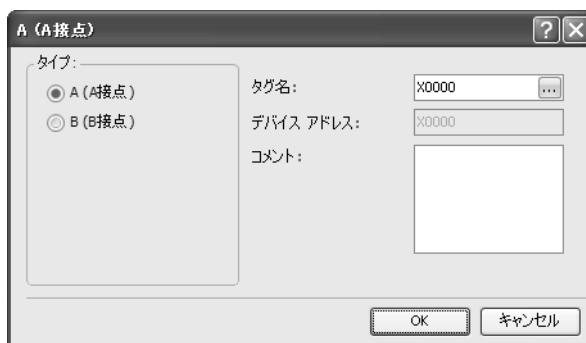 A (A接点)
タイプ:
A (A接点)
B (B接点)
タグ名:
X0000
...
デバイス アドレス:
X0000
コメント:
OK
キャンセル